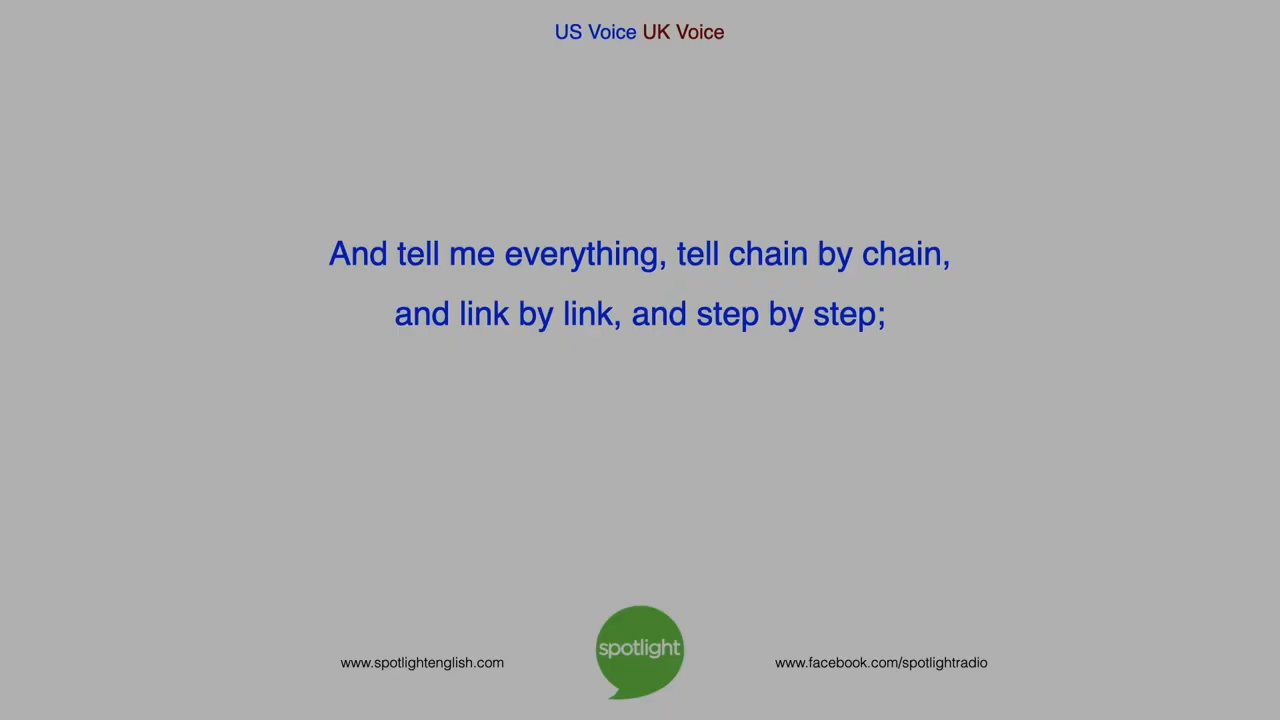 US Voice UK Voice
And tell me everything, tell chain by chain,
and link by link, and step by step;
spotlight
www.spotlightenglish.com
www.facebook.com/spotlightradio